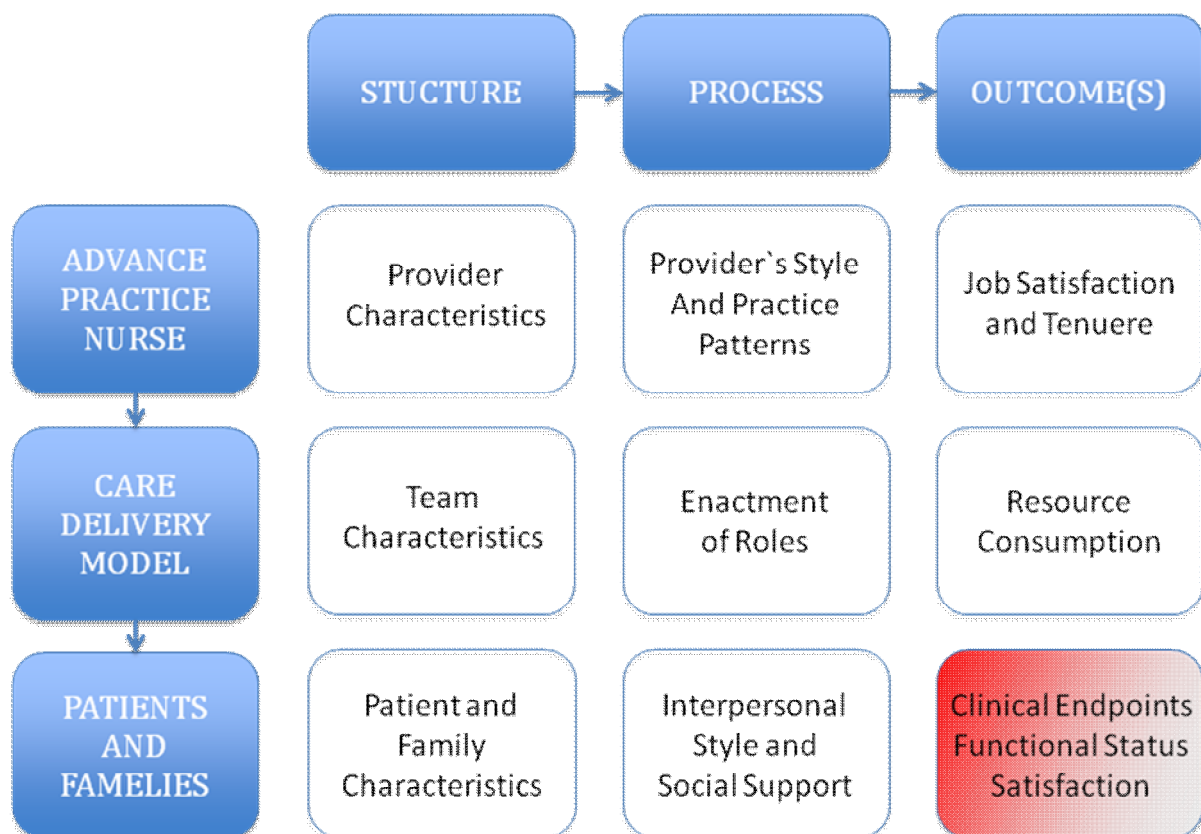 STUCTURE
PROCESS
OUTCOME(S)
ADVANCE
PRACTICE
NURSE
Provider
Characteristics
Provider`s Style
And Practice
Patterns
Job Satisfaction
and Tenuere
CARE
DELIVERY
MODEL
Team
Characteristics
Enactment
of Roles
Resource
Consumption
PATIENTS
AND
FAMELIES
Patient and
Family
Characteristics
Interpersonal
Style and
Social Support
Clinical Endpoints
Functional Status
Satisfaction